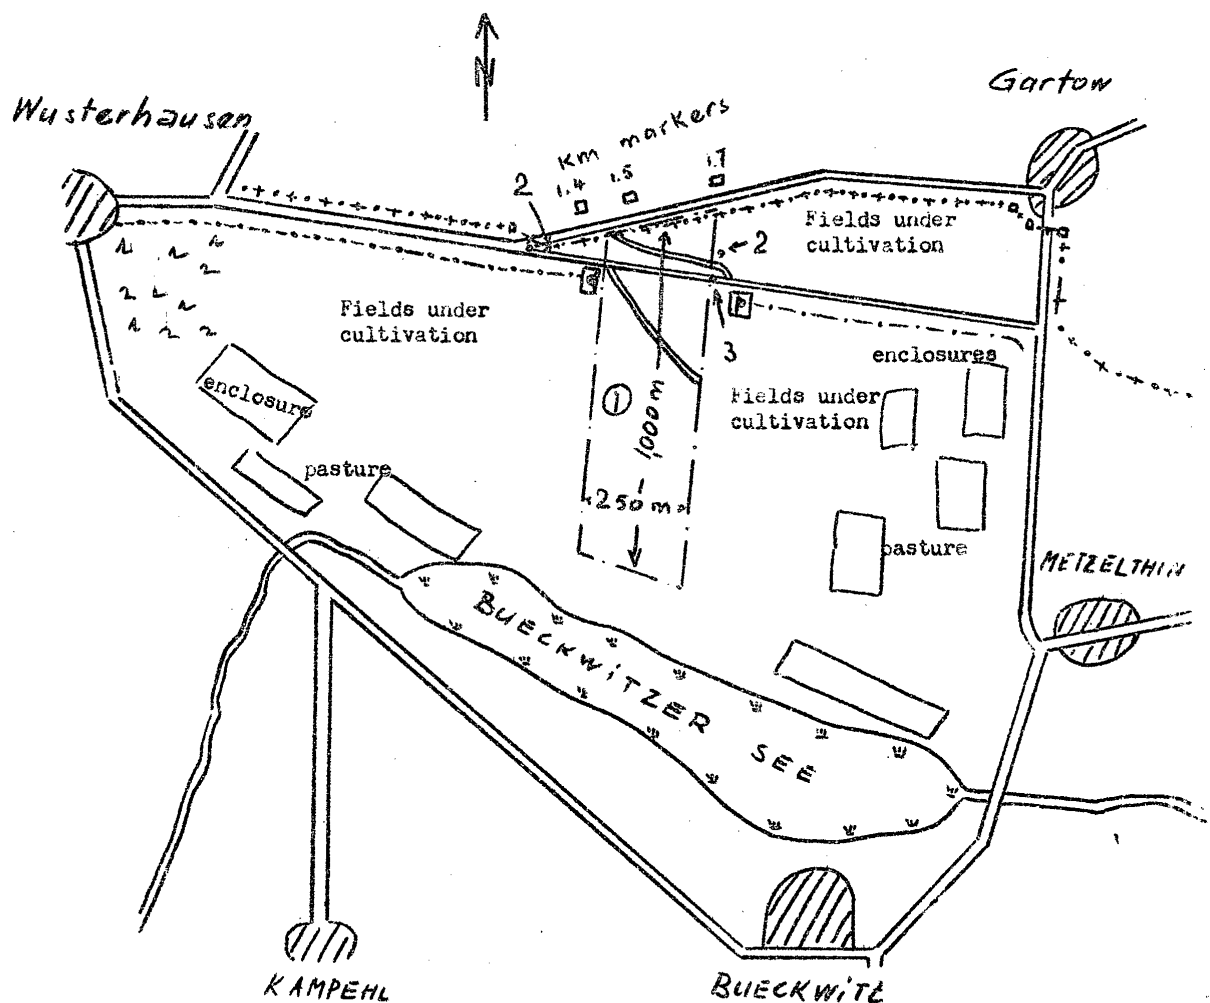 N
Gartow
Wusterhausen
Km markers
1.4
1.5
1.7
2
Fields under
cultivation
2
Fields under
cultivation
P
3
enclosures
enclosure
1
1000 m
Fields under
cultivation
pasture
250 m
pasture
METZELTHIN
BUECKWITZER SEE
KAMPEHL
BUECKWITZ